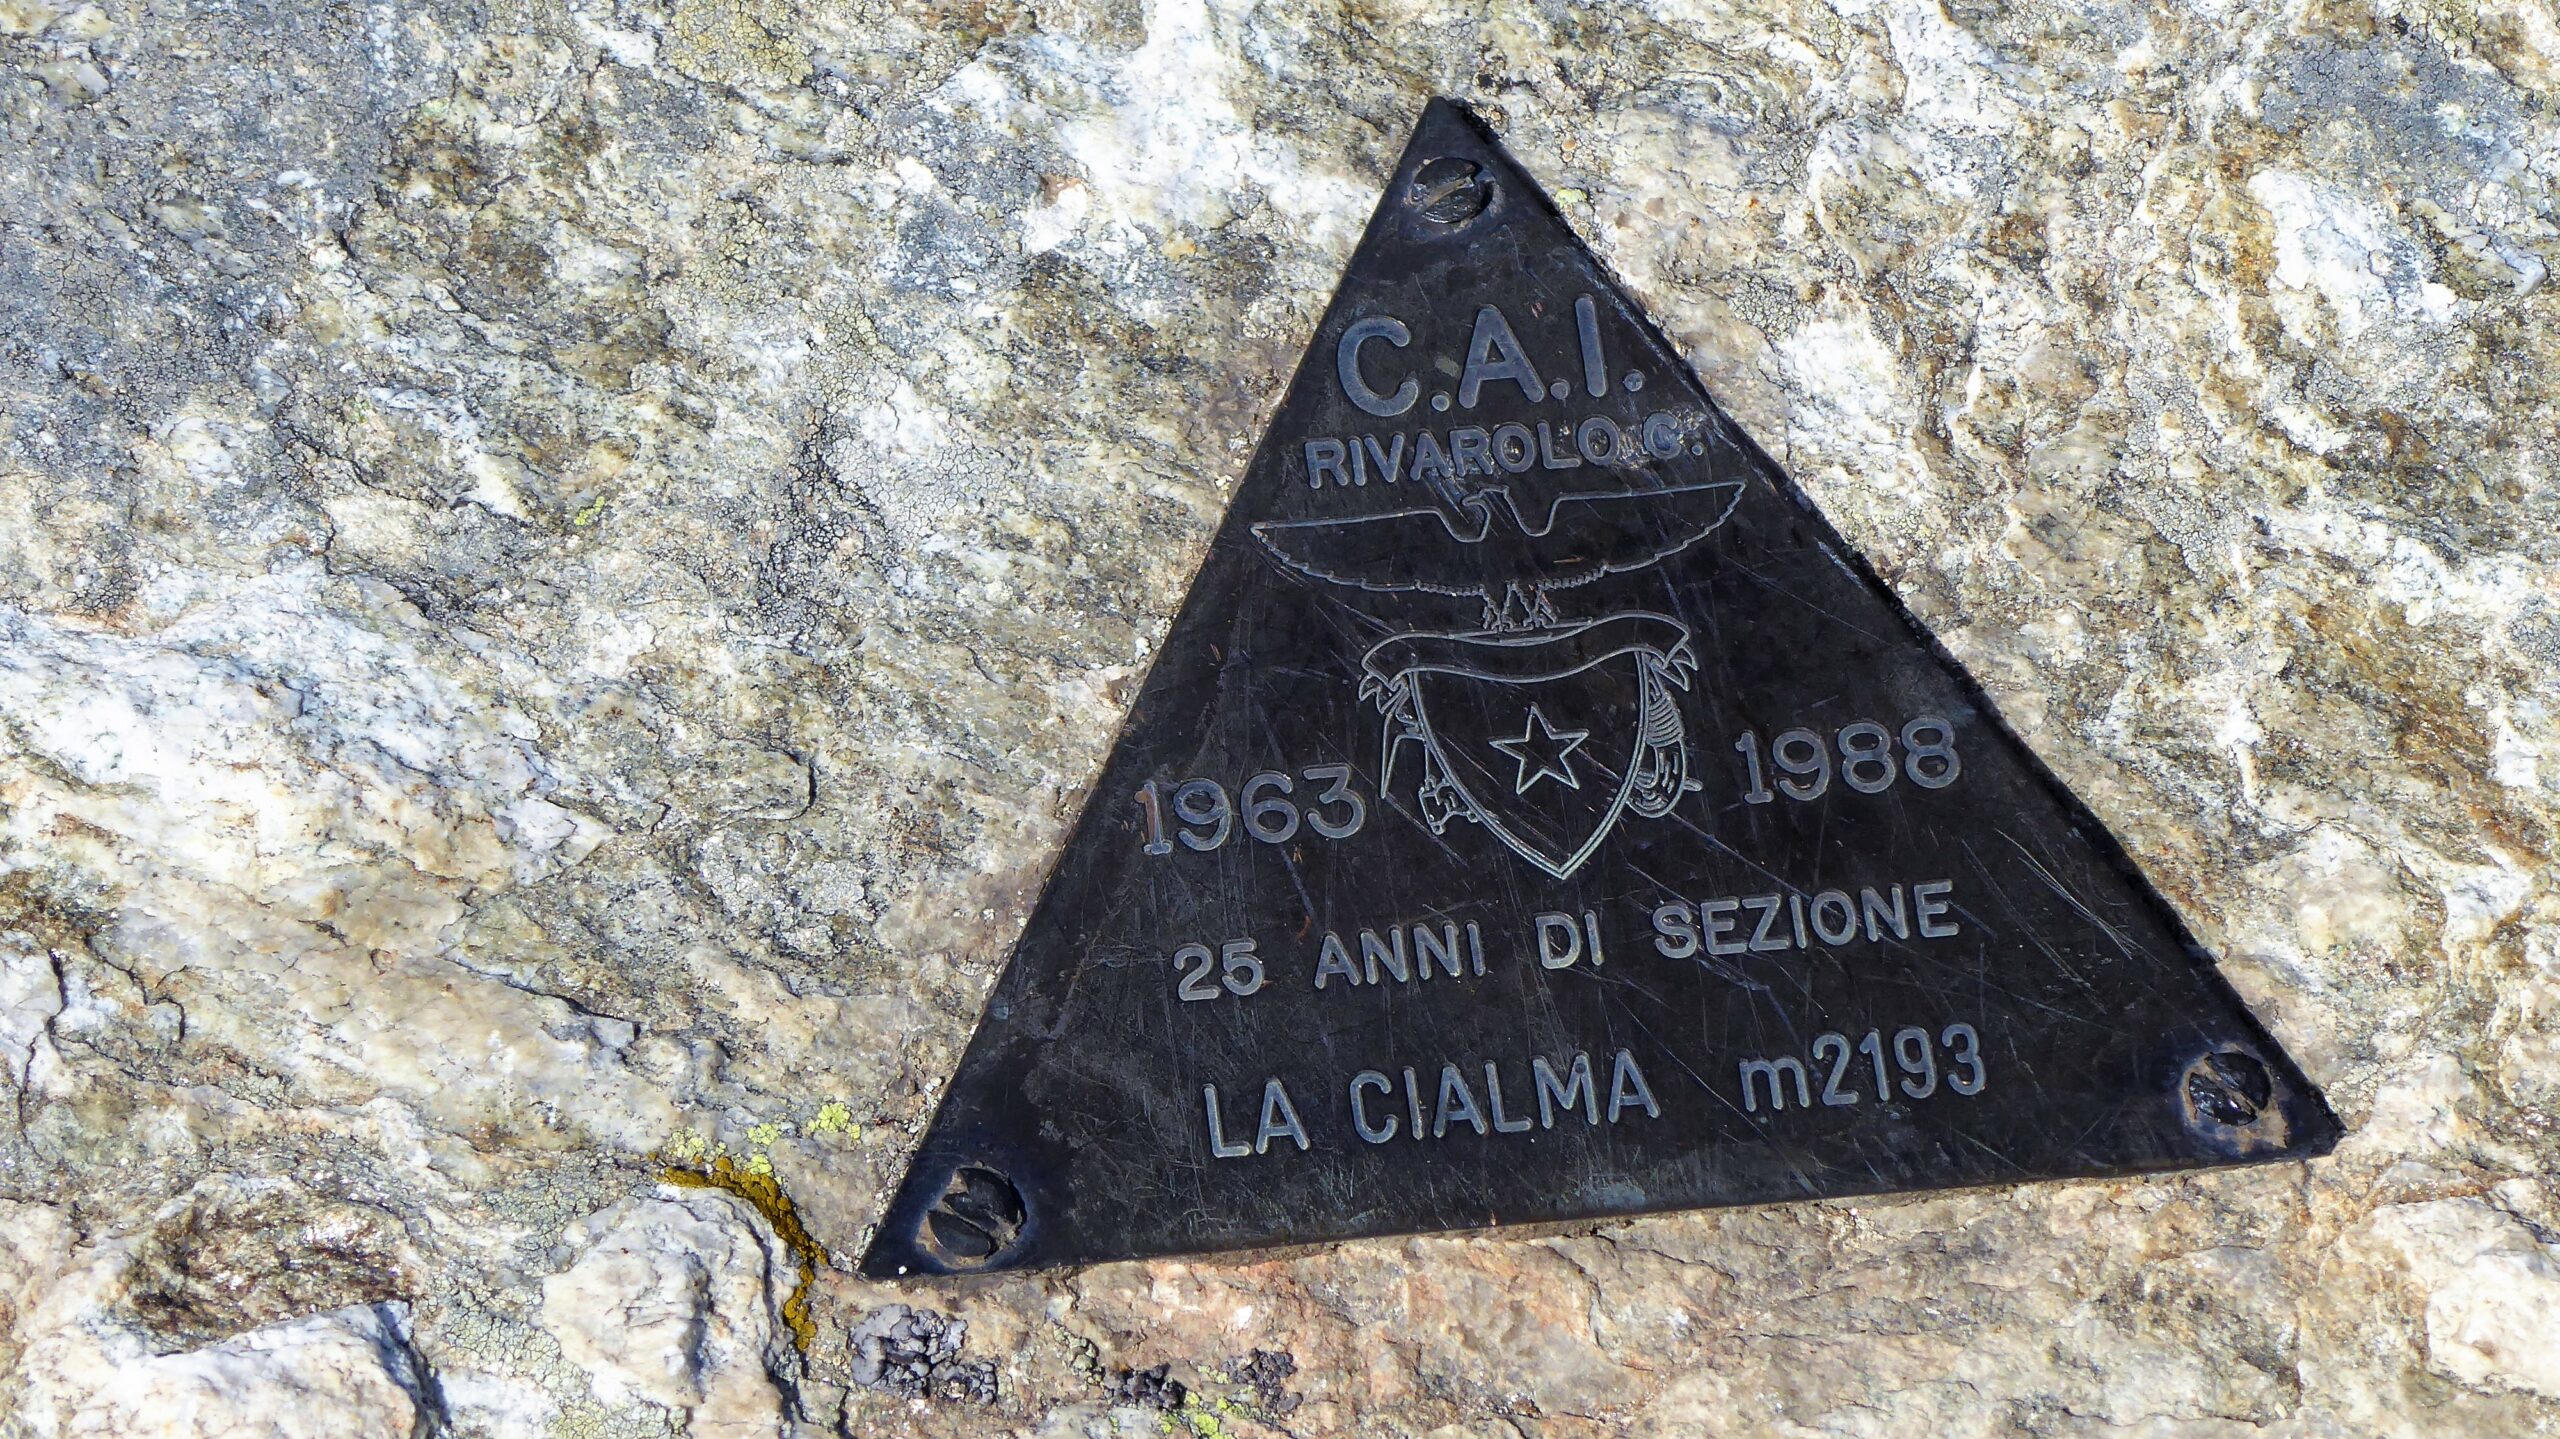 C.A.I.
RIVAROLO C.
1963 1988
25 ANNI DI SEZIONE
LA CIALMA m2193